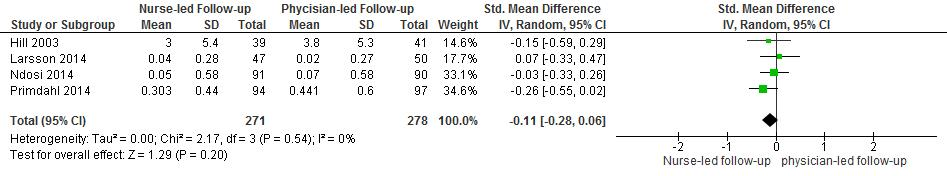 Nurse-led Follow-up Phycisian-led Follow-up Std. Mean Difference Std. Mean Difference
Study or Subgroup Mean SD Total Mean SD Total Weight IV, Random, 95% CI IV, Random, 95% CI
Hill 2003 3 5.4 39 3.8 5.3 41 14.6% -0.15 [-0.59, 0.29]
Larsson 2014 0.04 0.28 47 0.02 0.27 50 17.7% 0.07 [-0.33, 0.47]
Ndosi 2014 0.05 0.58 91 0.07 0.58 90 33.1% -0.03 [-0.33, 0.26]
Primdahl 2014 0.303 0.44 94 0.441 0.6 97 34.6% -0.26 [-0.55, 0.02]
Total (95% CI) 271 278 100.0% -0.11 [-0.28, 0.06]
Heterogeneity: Tau² = 0.00; Chi² = 2.17, df = 3 (P = 0.54); I² = 0%
Test for overall effect: Z = 1.29 (P = 0.20)
-2 -1 0 1 2
Nurse-led follow-up physician-led follow-up